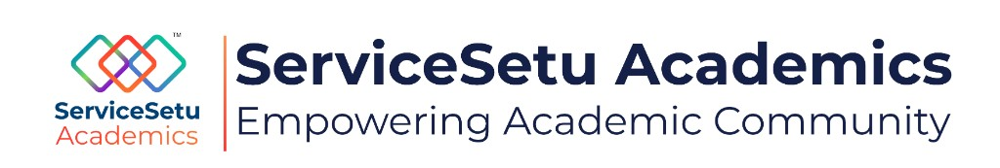 TM
ServiceSetu
Academics
ServiceSetu Academics
Empowering Academic Community